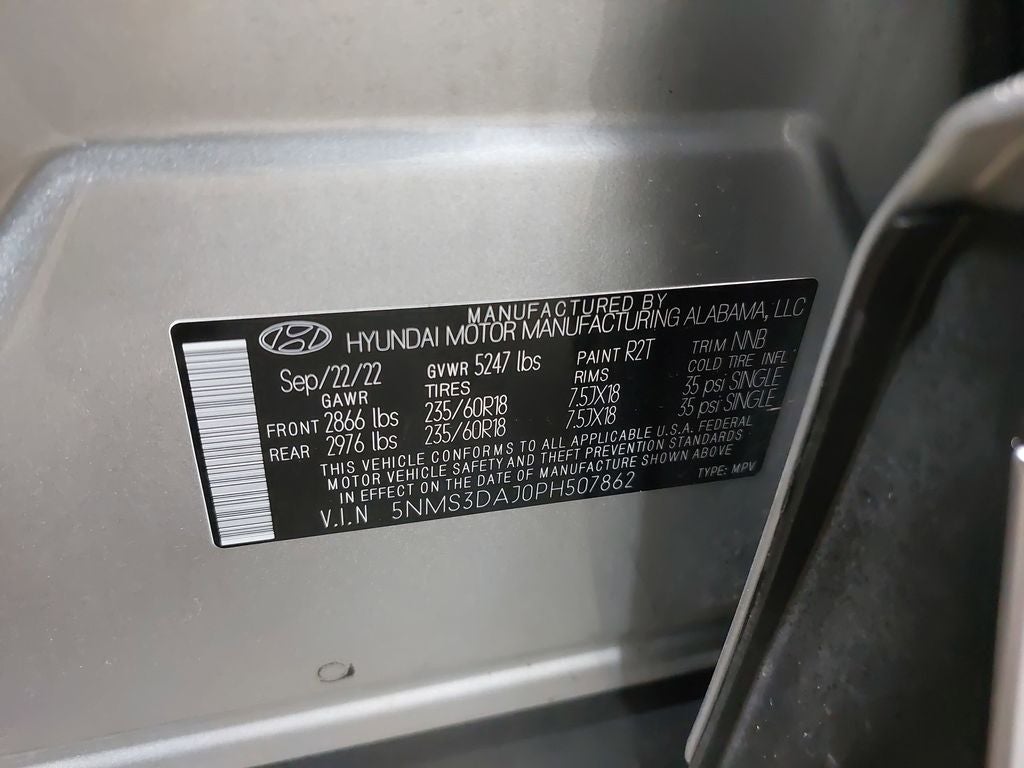 MANUFACTURED BY
HYUNDAI MOTOR MANUFACTURING ALABAMA, LLC
Sep/22/22 GVWR 5247 lbs PAINT R2T TRIM NNB
GAWR TIRES RIMS COLD TIRE INFL
FRONT 2866 lbs 235/60R18 7.5JX18 35 psi SINGLE
REAR 2976 lbs 235/60R18 7.5JX18 35 psi SINGLE
THIS VEHICLE CONFORMS TO ALL APPLICABLE U.S.A. FEDERAL
MOTOR VEHICLE SAFETY AND THEFT PREVENTION STANDARDS
IN EFFECT ON THE DATE OF MANUFACTURE SHOWN ABOVE
V.I.N 5NMS3DAJ0PH507862 TYPE: MPV